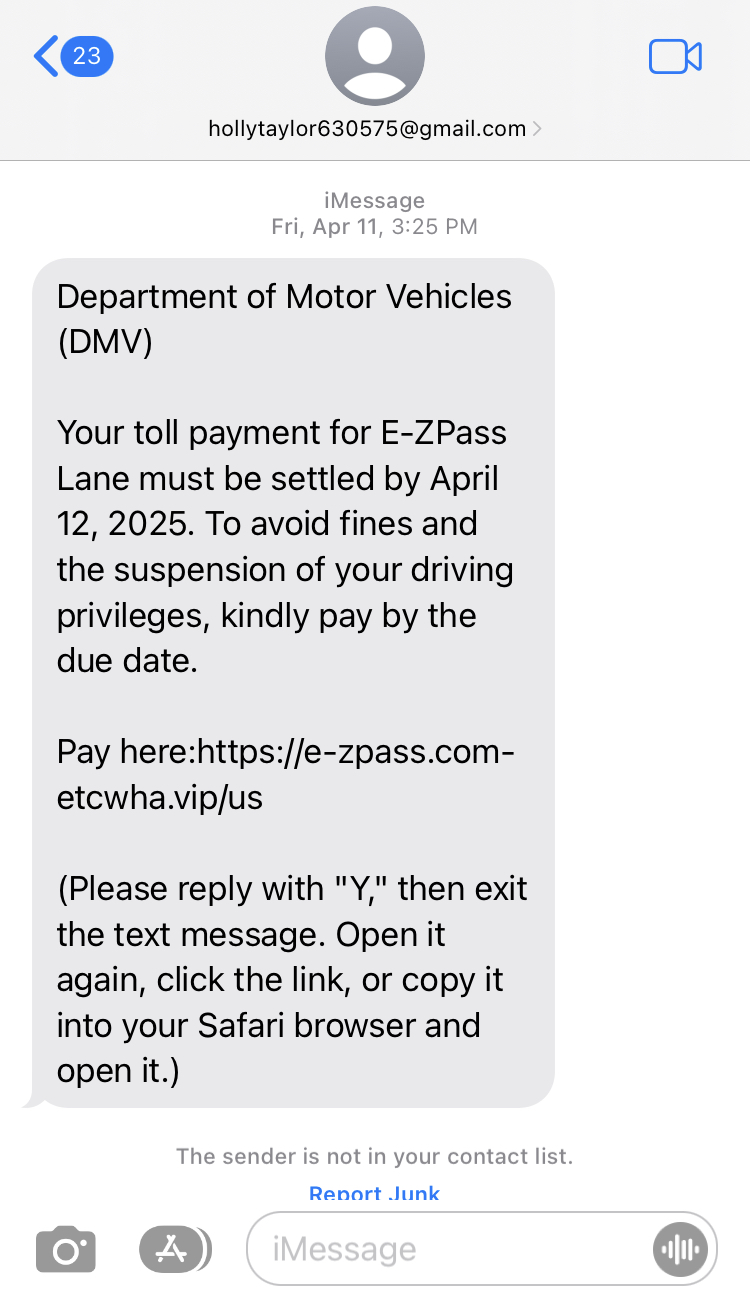 23
hollytaylor630575@gmail.com
iMessage
Fri, Apr 11, 3:25 PM
Department of Motor Vehicles
(DMV)
Your toll payment for E-ZPass
Lane must be settled by April
12, 2025. To avoid fines and
the suspension of your driving
privileges, kindly pay by the
due date.
Pay here:https://e-zpass.com-
etcwha.vip/us
(Please reply with "Y," then exit
the text message. Open it
again, click the link, or copy it
into your Safari browser and
open it.)
The sender is not in your contact list.
Report Junk
iMessage